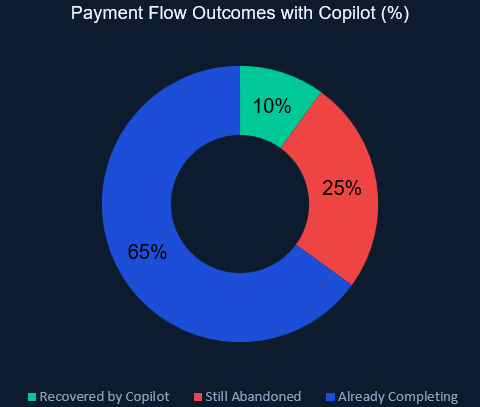 Payment Flow Outcomes with Copilot (%)
10%
25%
65%
Recovered by Copilot Still Abandoned Already Completing